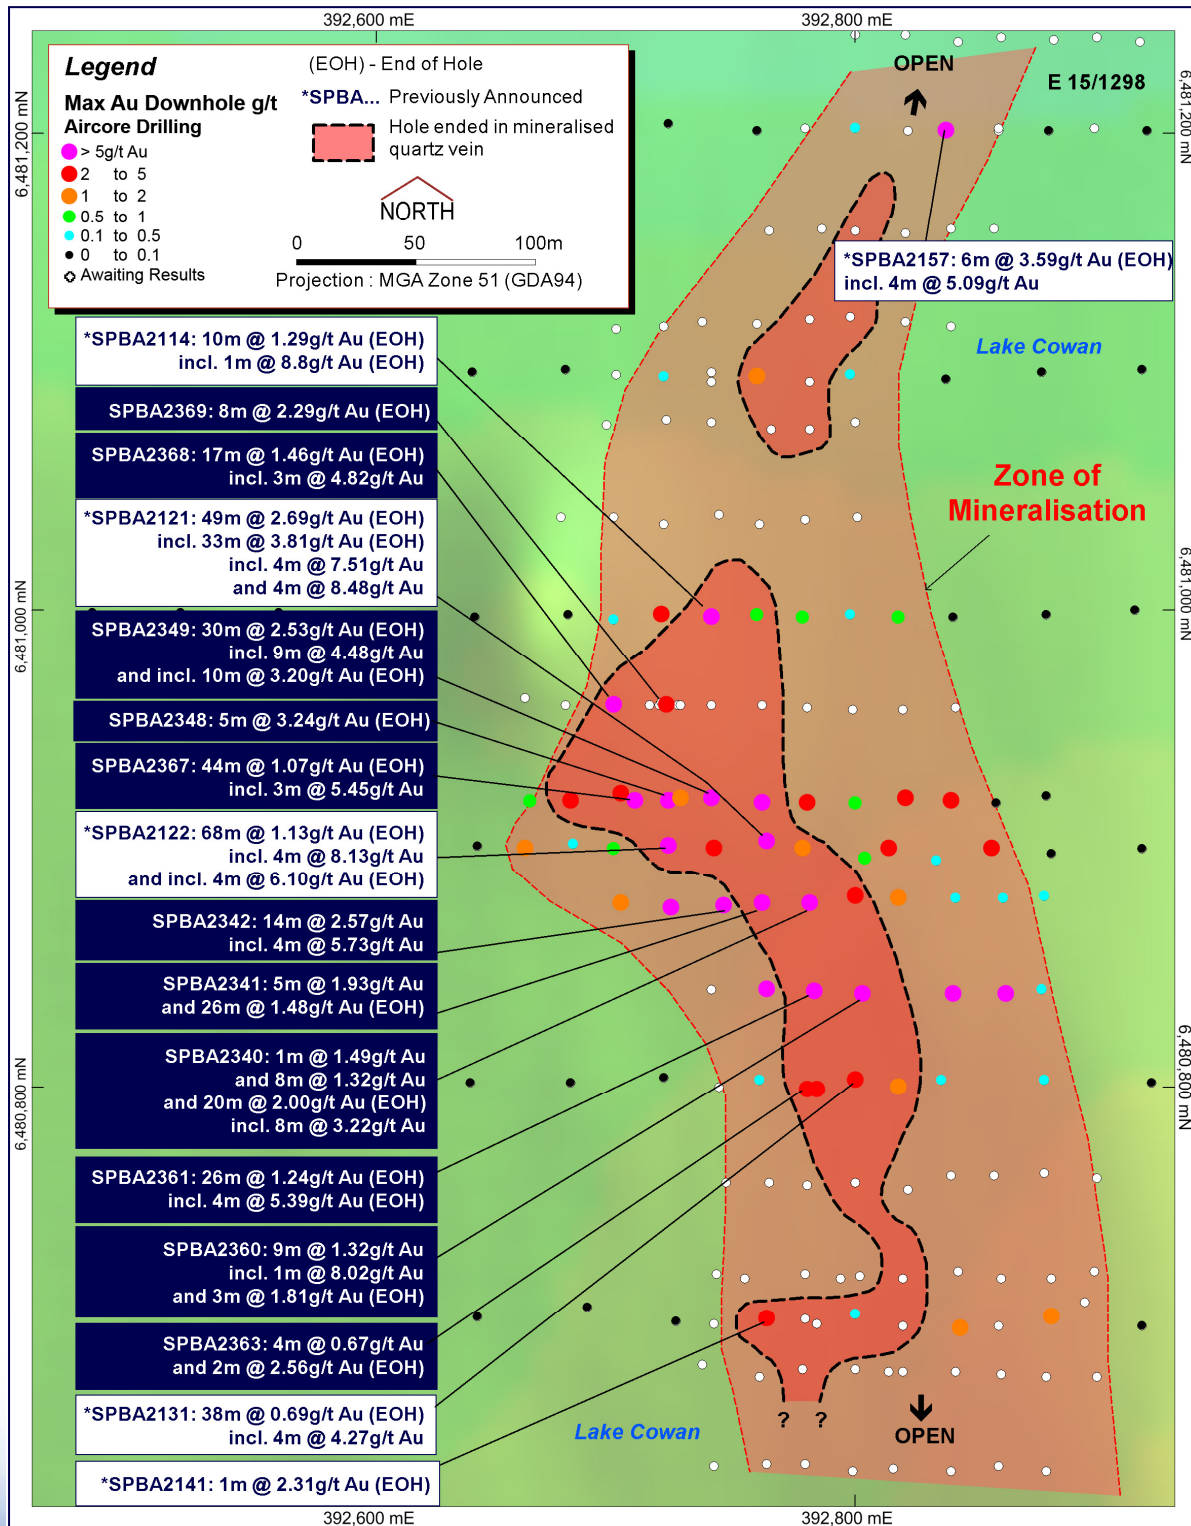 392,600 mE
392,800 mE
Legend
(EOH) - End of Hole
Max Au Downhole g/t
*SPBA... Previously Announced
Aircore Drilling
> 5g/t Au
2 to 5
1 to 2
0.5 to 1
0.1 to 0.5
0 to 0.1
Awaiting Results
Hole ended in mineralised
quartz vein
NORTH
0 50 100m
Projection : MGA Zone 51 (GDA94)
OPEN
E 15/1298
6,481,200 mN
6,481,200 mN
*SPBA2157: 6m @ 3.59g/t Au (EOH)
incl. 4m @ 5.09g/t Au
Lake Cowan
Zone of
Mineralisation
*SPBA2114: 10m @ 1.29g/t Au (EOH)
incl. 1m @ 8.8g/t Au (EOH)
SPBA2369: 8m @ 2.29g/t Au (EOH)
SPBA2368: 17m @ 1.46g/t Au (EOH)
incl. 3m @ 4.82g/t Au
*SPBA2121: 49m @ 2.69g/t Au (EOH)
incl. 33m @ 3.81g/t Au (EOH)
incl. 4m @ 7.51g/t Au
and 4m @ 8.48g/t Au
6,481,000 mN
6,481,000 mN
SPBA2349: 30m @ 2.53g/t Au (EOH)
incl. 9m @ 4.48g/t Au
and incl. 10m @ 3.20g/t Au (EOH)
SPBA2348: 5m @ 3.24g/t Au (EOH)
SPBA2367: 44m @ 1.07g/t Au (EOH)
incl. 3m @ 5.45g/t Au
*SPBA2122: 68m @ 1.13g/t Au (EOH)
incl. 4m @ 8.13g/t Au
and incl. 4m @ 6.10g/t Au (EOH)
SPBA2342: 14m @ 2.57g/t Au
incl. 4m @ 5.73g/t Au
SPBA2341: 5m @ 1.93g/t Au
and 26m @ 1.48g/t Au (EOH)
SPBA2340: 1m @ 1.49g/t Au
and 8m @ 1.32g/t Au
and 20m @ 2.00g/t Au (EOH)
incl. 8m @ 3.22g/t Au
6,480,800 mN
6,480,800 mN
SPBA2361: 26m @ 1.24g/t Au (EOH)
incl. 4m @ 5.39g/t Au (EOH)
SPBA2360: 9m @ 1.32g/t Au
incl. 1m @ 8.02g/t Au
and 3m @ 1.81g/t Au (EOH)
SPBA2363: 4m @ 0.67g/t Au
and 2m @ 2.56g/t Au (EOH)
*SPBA2131: 38m @ 0.69g/t Au (EOH)
incl. 4m @ 4.27g/t Au
*SPBA2141: 1m @ 2.31g/t Au (EOH)
? ?
OPEN
Lake Cowan
392,600 mE
392,800 mE